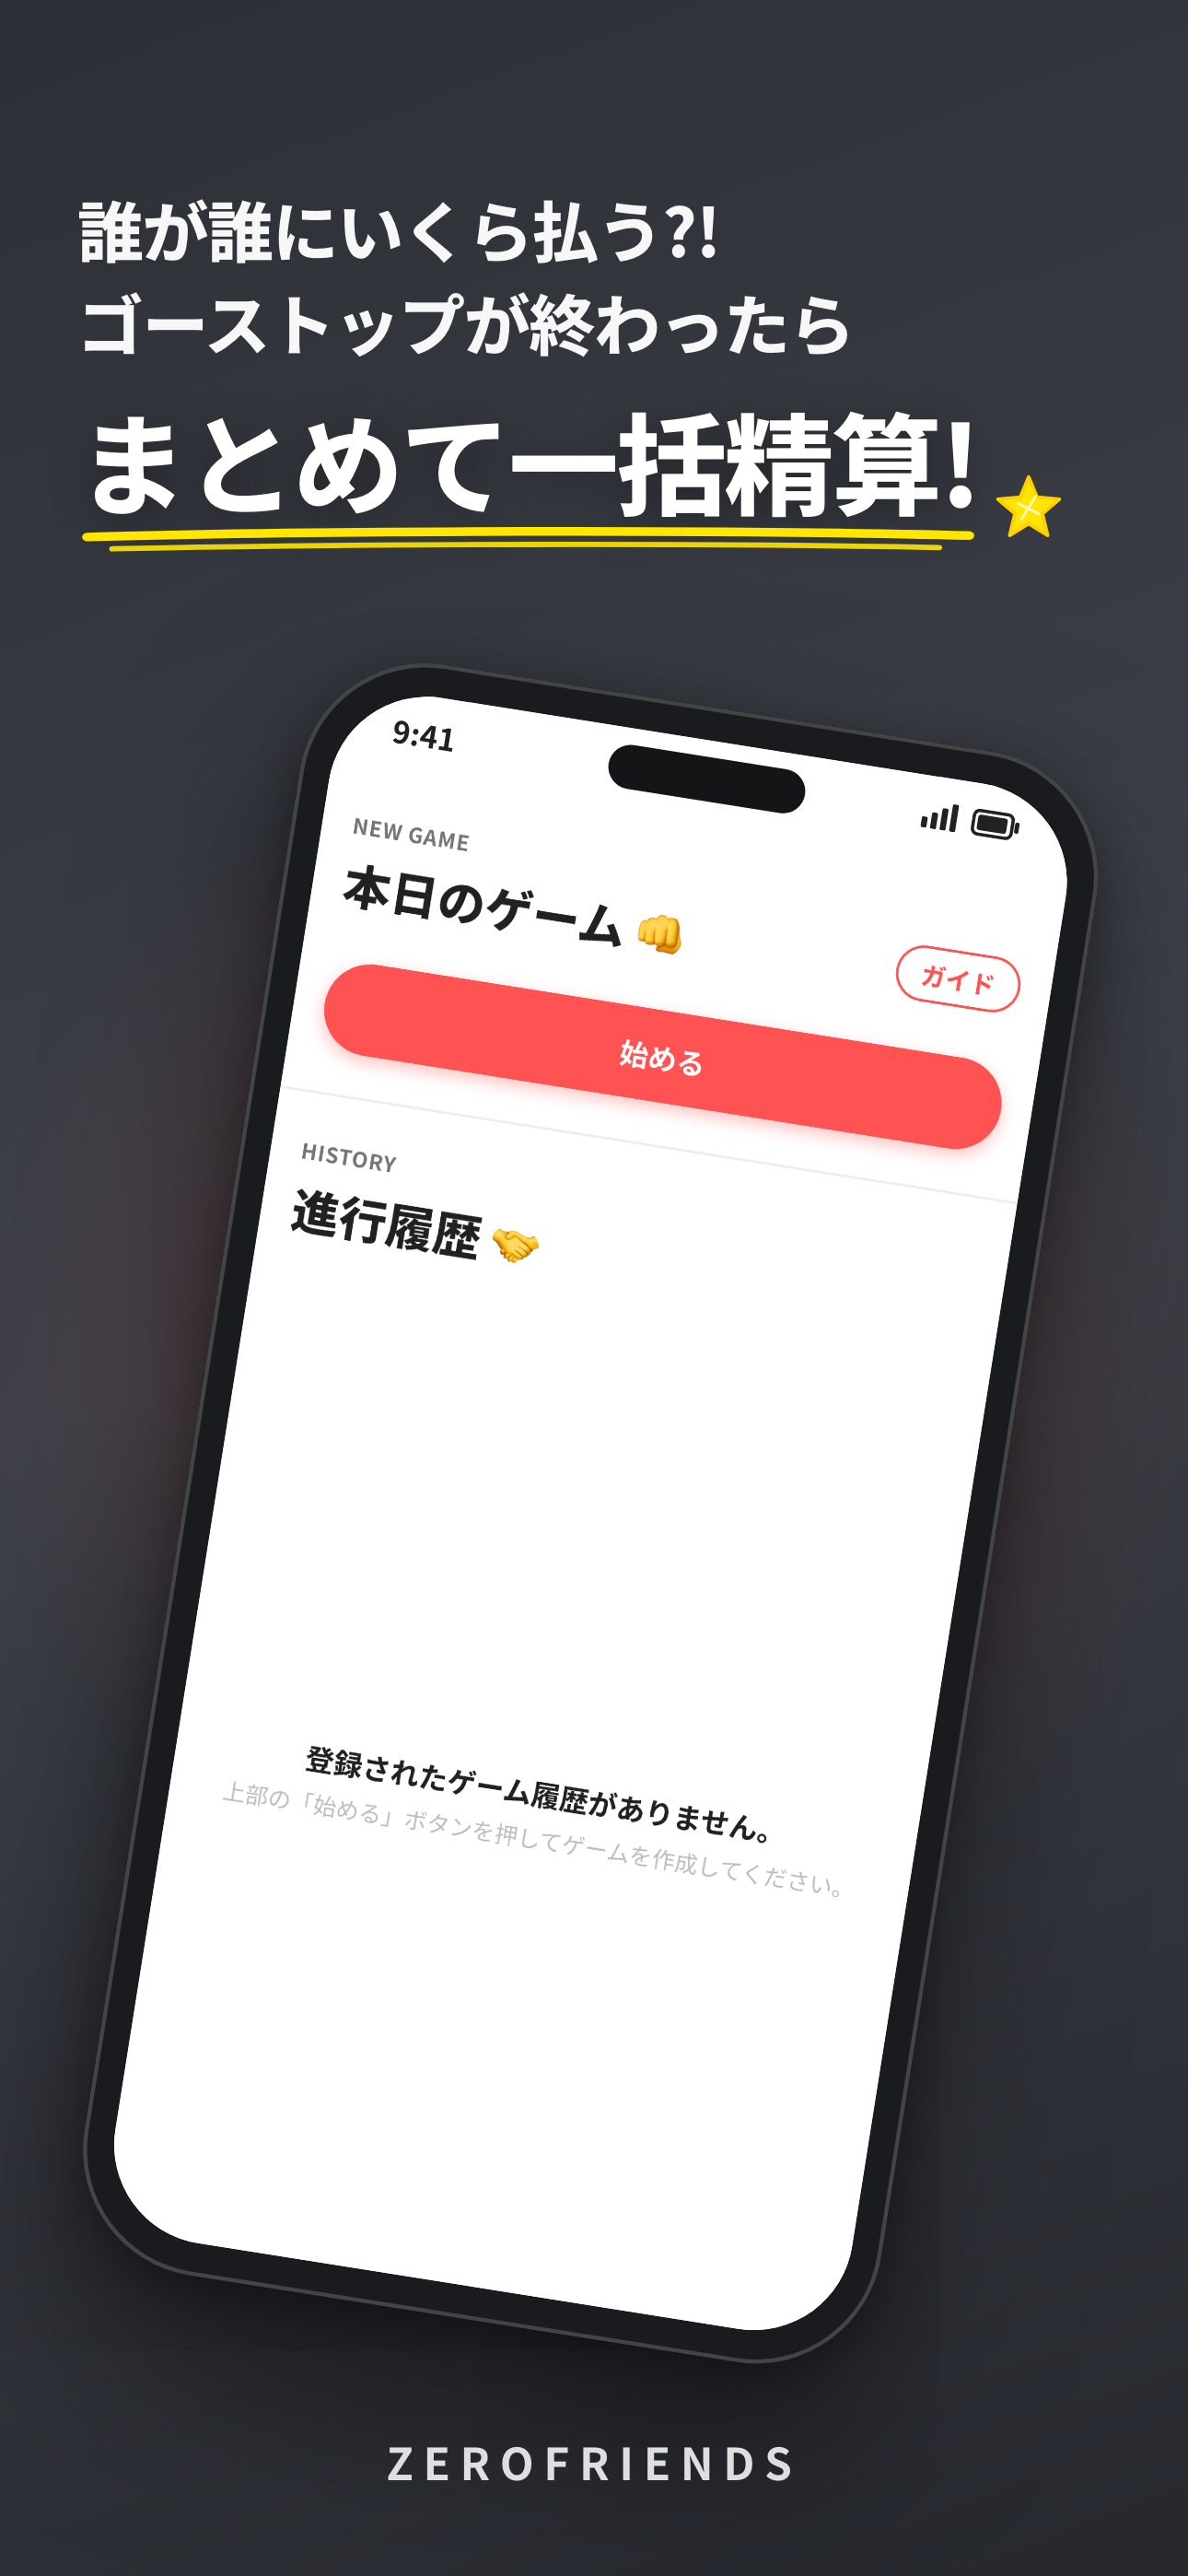 誰が誰にいくら払う?!
ゴーストップが終わったら
まとめて一括精算!
9:41
NEW GAME
本日のゲーム 👊
ガイド
始める
HISTORY
進行履歴 🤝
登録されたゲーム履歴がありません。
上部の「始める」ボタンを押してゲームを作成してください。
ZEROFRIENDS